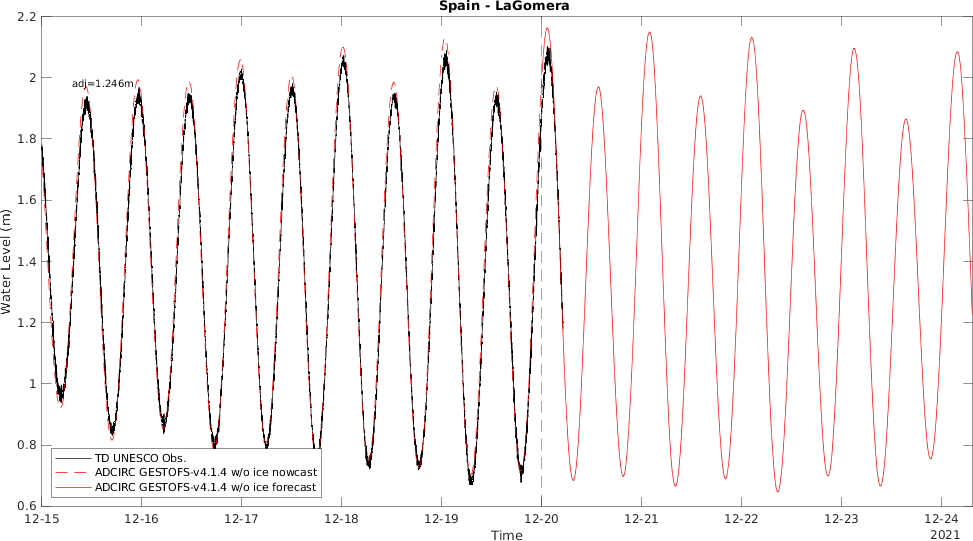 Spain - LaGomera
2.2
2
1.8
1.6
1.4
1.2
1
0.8
0.6
Water Level (m)
adj=1.246m
TD UNESCO Obs.
ADCIRC GESTOFS-v4.1.4 w/o ice nowcast
ADCIRC GESTOFS-v4.1.4 w/o ice forecast
12-15 12-16 12-17 12-18 12-19 12-20 12-21 12-22 12-23 12-24
Time
2021